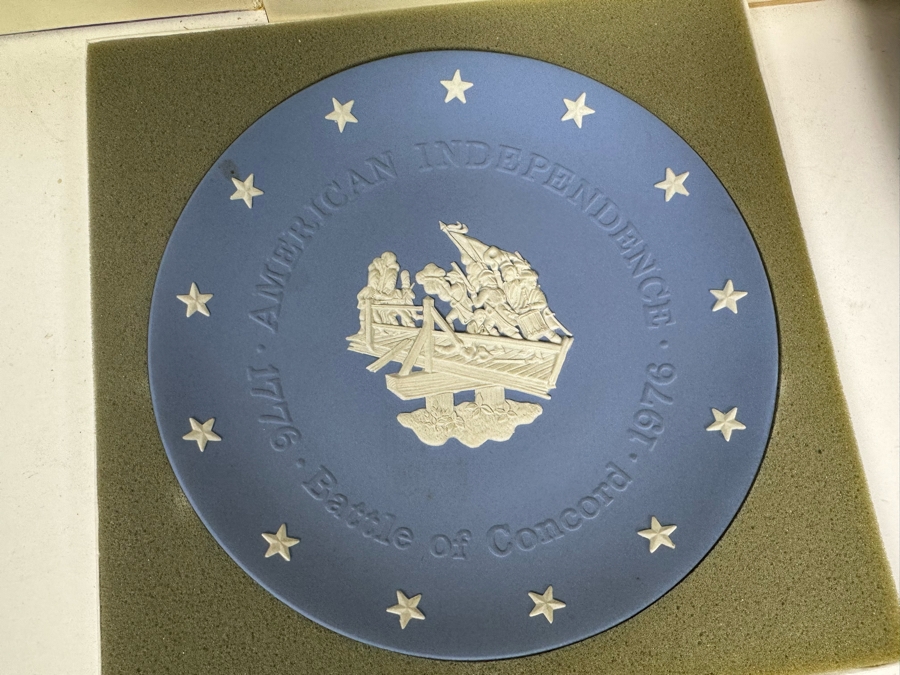 · AMERICAN INDEPENDENCE ·
1776 · Battle of Concord · 1976